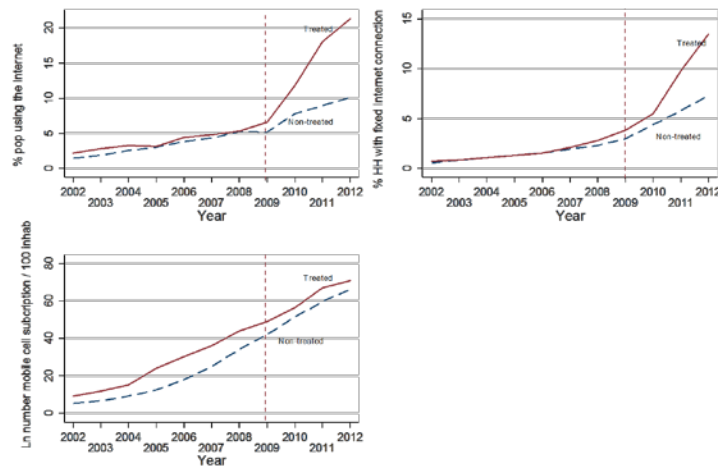 % pop using the internet
20
15
10
5
0
Treated
Non-treated
2002 2004 2006 2008 2010 2012
2003 2005 2007 2009 2011
Year
% HH with fixed internet connection
15
10
5
0
Treated
Non-treated
2002 2004 2006 2008 2010 2012
2003 2005 2007 2009 2011
Year
Ln number mobile cell subcription / 100 inhab
80
60
40
20
0
Treated
Non-treated
2002 2004 2006 2008 2010 2012
2003 2005 2007 2009 2011
Year